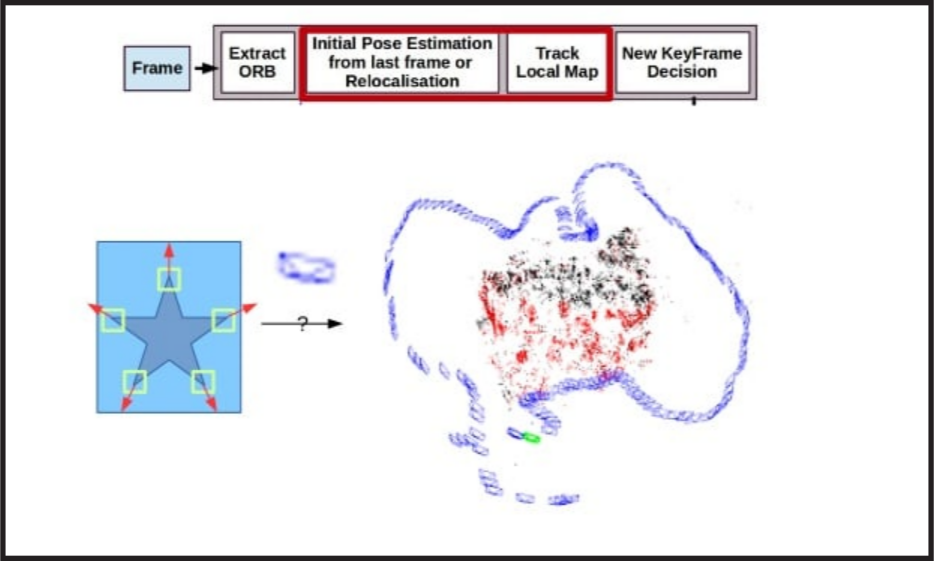 Frame
Extract
ORB
Initial Pose Estimation
from last frame or
Relocalisation
Track
Local Map
New KeyFrame
Decision
?